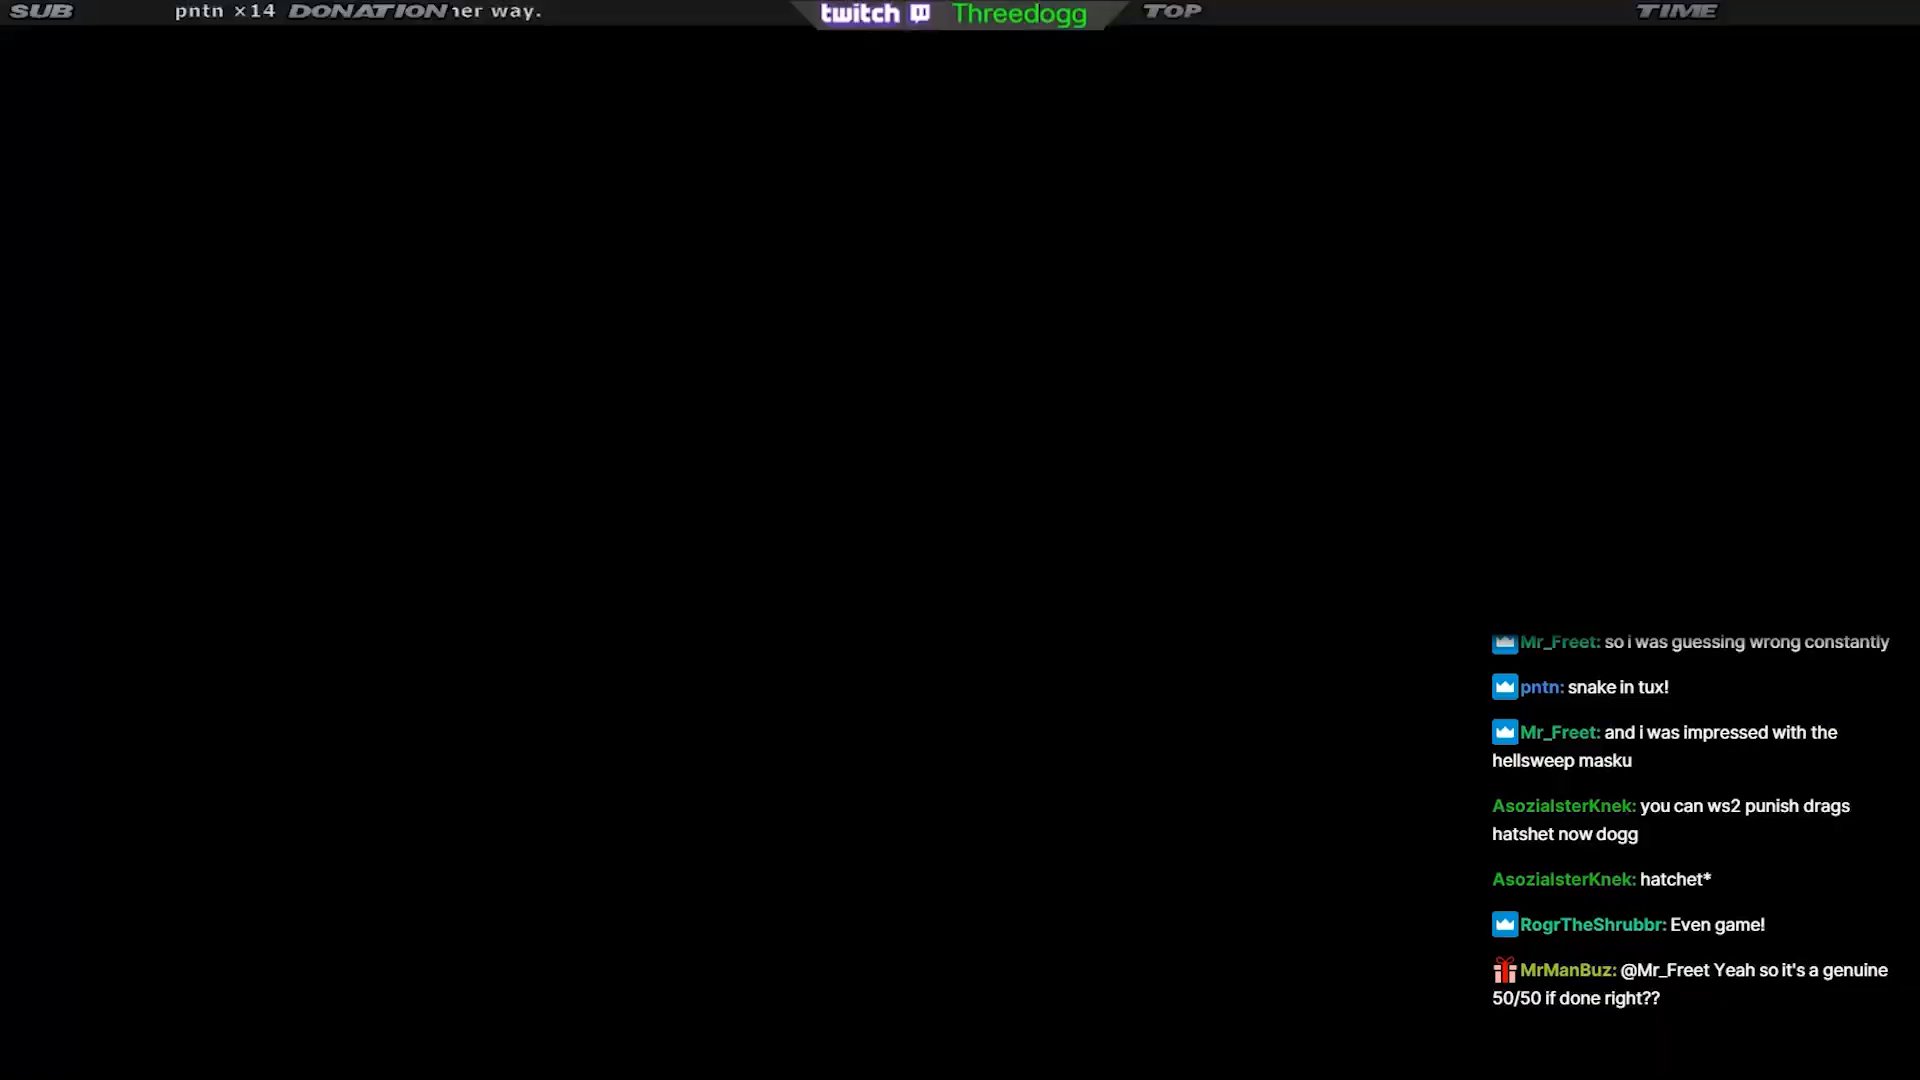 SUB pntn ×14 DONATION her way. twitch Threedogg TOP TIME
Mr_Freet: so i was guessing wrong constantly
pntn: snake in tux!
Mr_Freet: and i was impressed with the
hellsweep masku
AsozialsterKnek: you can ws2 punish drags
hatshet now dogg
AsozialsterKnek: hatchet*
RogrTheShrubbr: Even game!
MrManBuz: @Mr_Freet Yeah so it's a genuine
50/50 if done right??